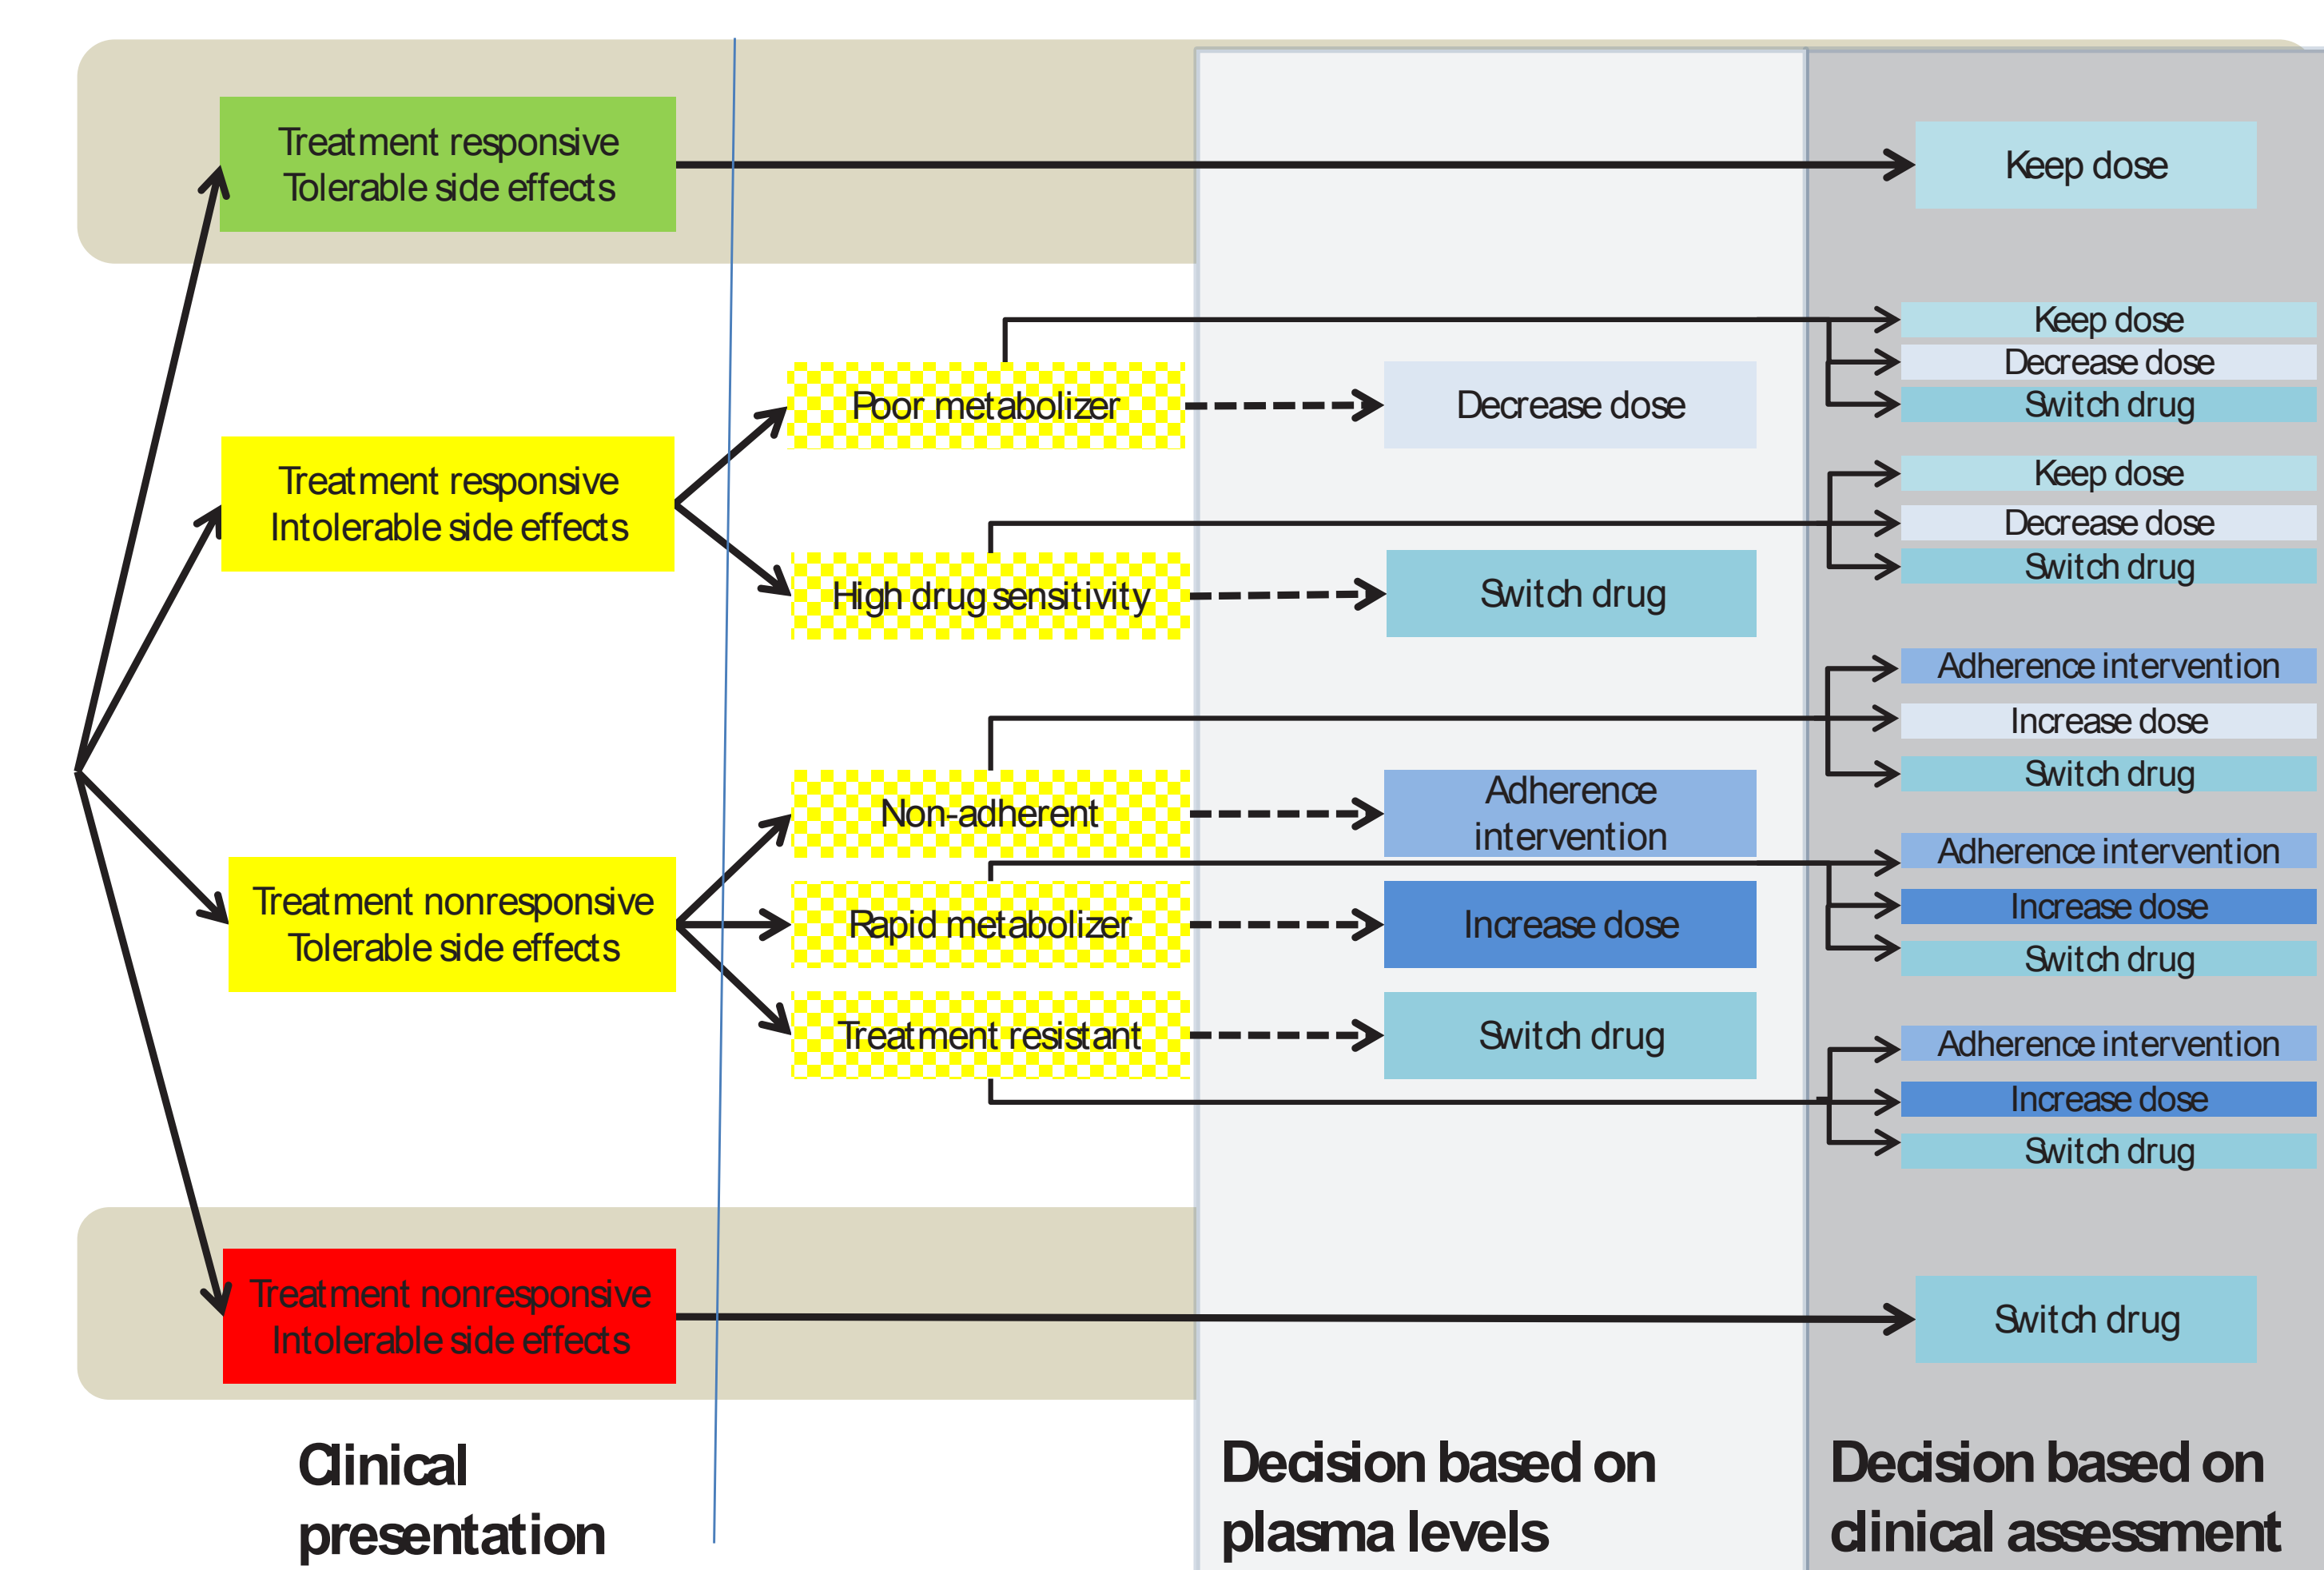 Treatment responsive
Tolerable side effects
Keep dose
Treatment responsive
Intolerable side effects
Poor metabolizer
Decrease dose
Keep dose
Decrease dose
Switch drug
High drug sensitivity
Switch drug
Keep dose
Decrease dose
Switch drug
Treatment nonresponsive
Tolerable side effects
Non-adherent
Adherence
intervention
Adherence intervention
Increase dose
Switch drug
Rapid metabolizer
Increase dose
Adherence intervention
Increase dose
Switch drug
Treatment resistant
Switch drug
Adherence intervention
Increase dose
Switch drug
Treatment nonresponsive
Intolerable side effects
Switch drug
Clinical
presentation
Decision based on
plasma levels
Decision based on
clinical assessment